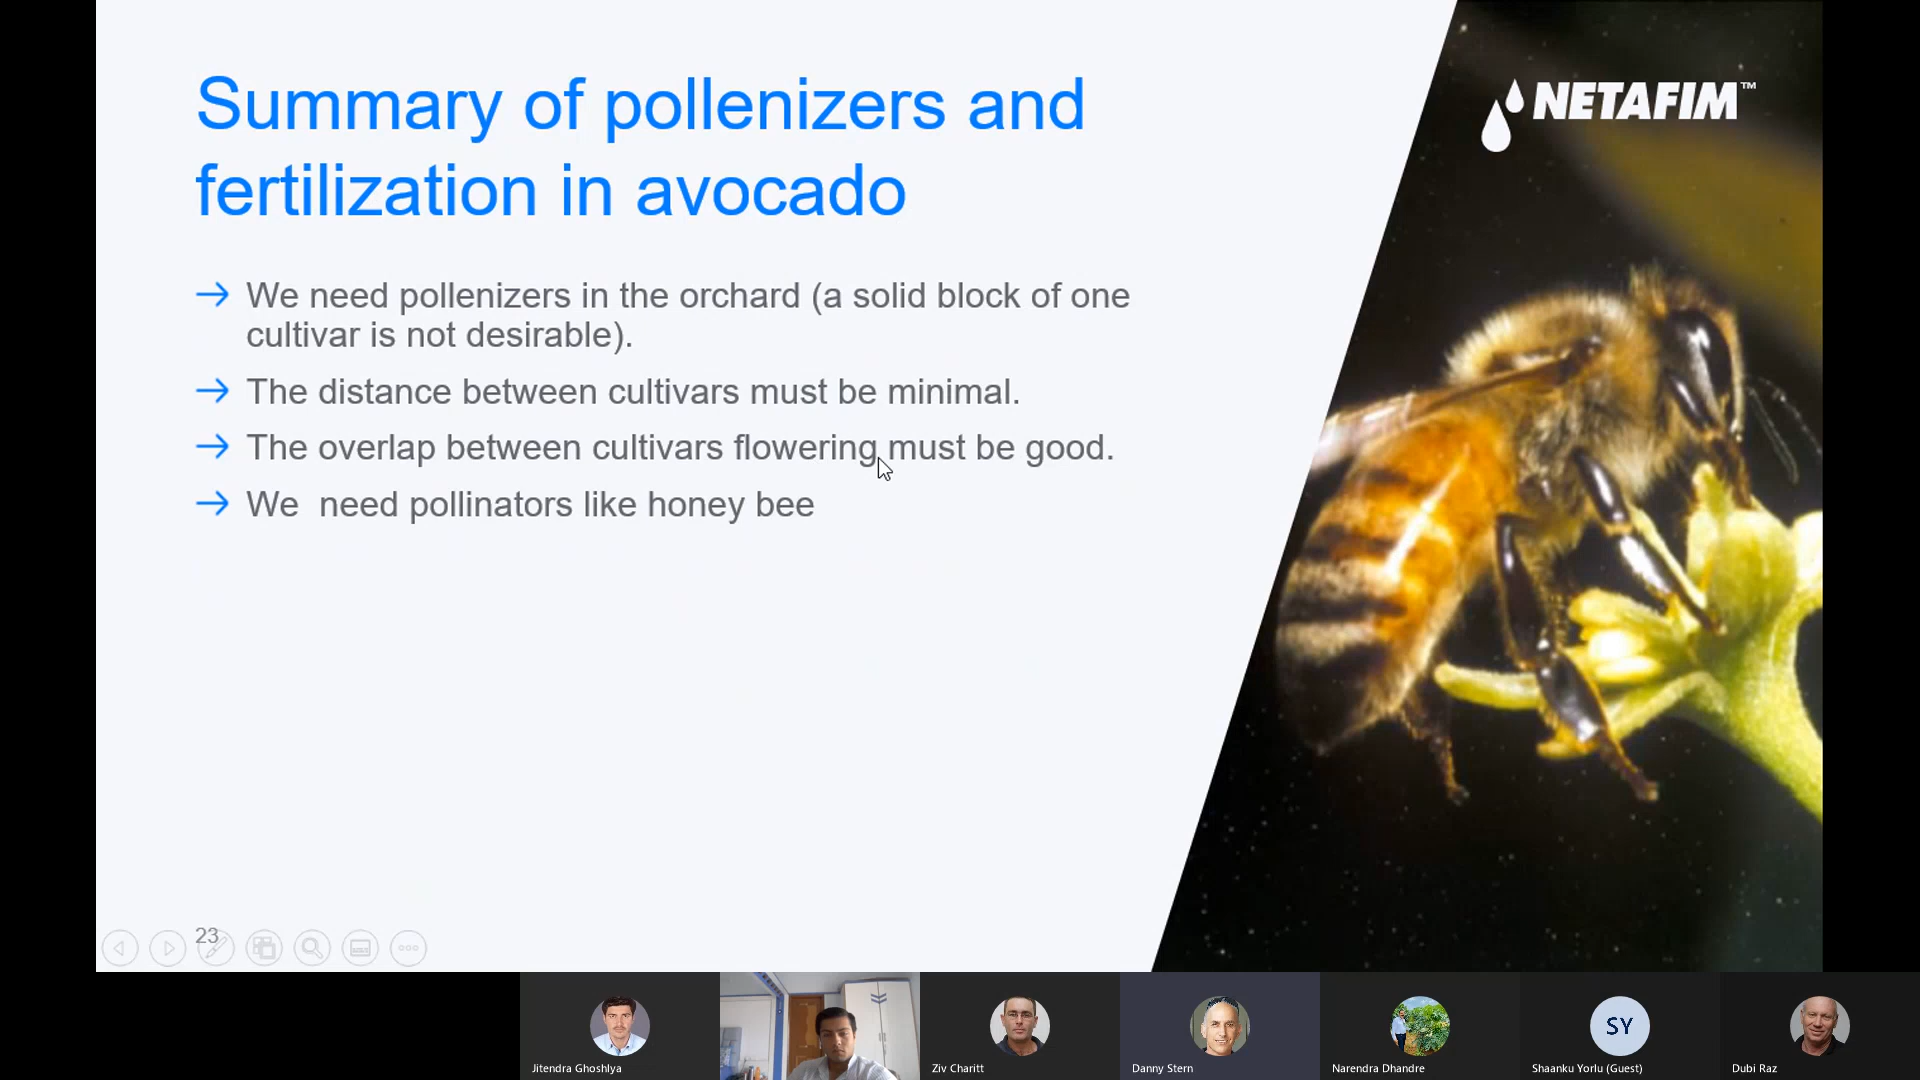 Summary of pollenizers and
fertilization in avocado
NETAFIM™
→ We need pollenizers in the orchard (a solid block of one
cultivar is not desirable).
→ The distance between cultivars must be minimal.
→ The overlap between cultivars flowering must be good.
→ We  need pollinators like honey bee
23
Jitendra Ghoshlya
Ziv Charitt
Danny Stern
Narendra Dhandre
SY
Shaanku Yorlu (Guest)
Dubi Raz